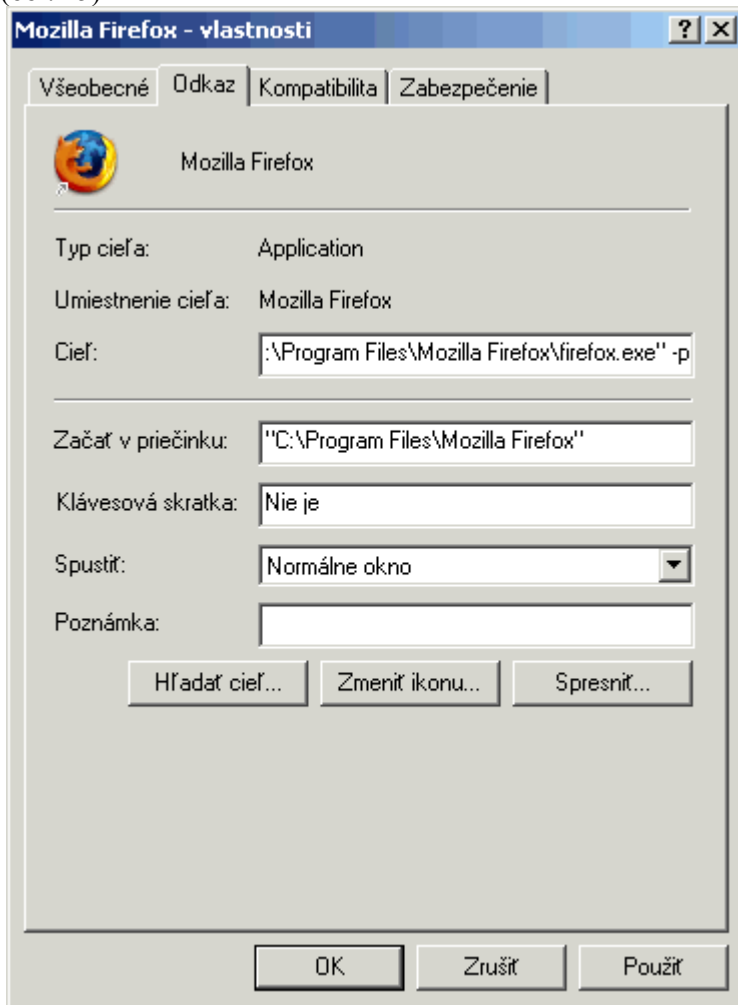 Mozilla Firefox - vlastnosti
Všeobecné Odkaz Kompatibilita Zabezpečenie
Mozilla Firefox
Typ cieľa: Application
Umiestnenie cieľa: Mozilla Firefox
Cieľ: :\Program Files\Mozilla Firefox\firefox.exe" -p
Začať v priečinku: "C:\Program Files\Mozilla Firefox"
Klávesová skratka: Nie je
Spustiť: Normálne okno
Poznámka:
Hľadať cieľ... Zmeniť ikonu... Spresniť...
OK Zrušiť Použiť